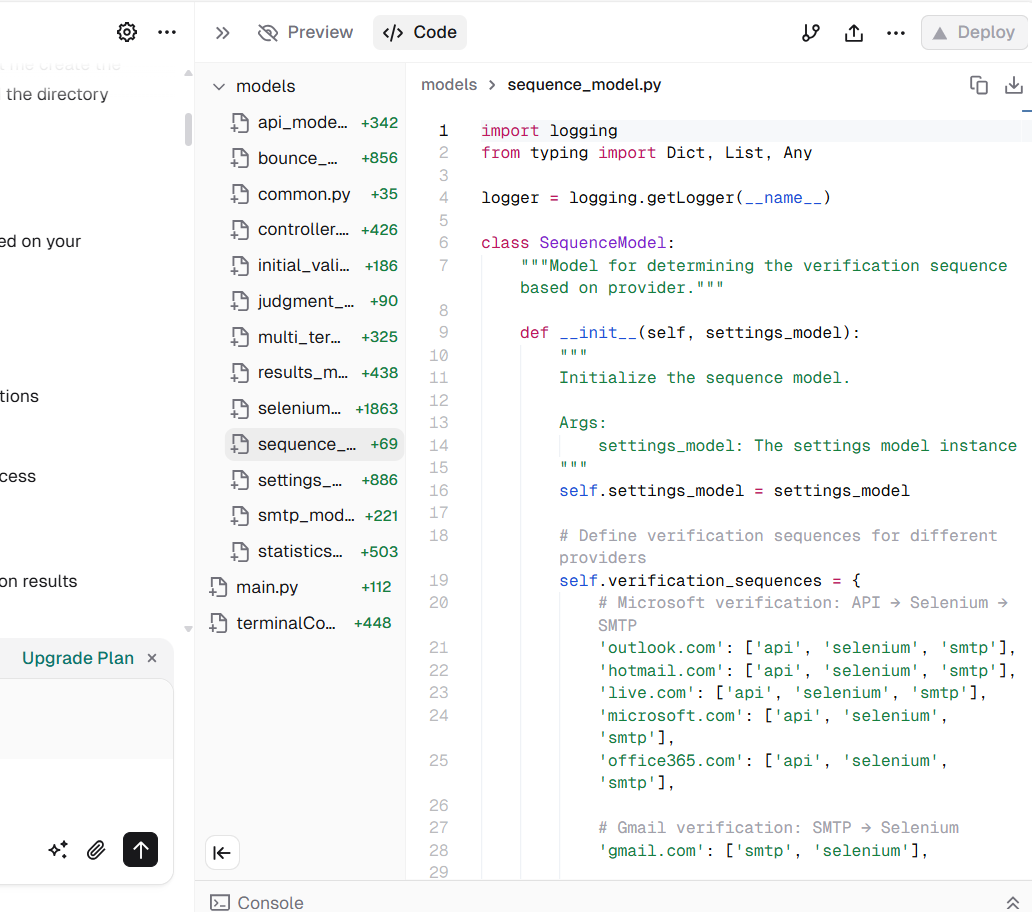 Preview
Code
Deploy
the directory
ed on your
tions
cess
on results
Upgrade Plan
models
api_mode... +342
bounce_... +856
common.py +35
controller.... +426
initial_vali... +186
judgment_... +90
multi_ter... +325
results_m... +438
selenium... +1863
sequence_... +69
settings_... +886
smtp_mod... +221
statistics... +503
main.py +112
terminalCo... +448
models > sequence_model.py
1 import logging
2 from typing import Dict, List, Any
3
4 logger = logging.getLogger(__name__)
5
6 class SequenceModel:
7 """Model for determining the verification sequence
based on provider."""
8
9 def __init__(self, settings_model):
10 """
11 Initialize the sequence model.
12
13 Args:
14 settings_model: The settings model instance
15 """
16 self.settings_model = settings_model
17
18 # Define verification sequences for different
providers
19 self.verification_sequences = {
20 # Microsoft verification: API → Selenium →
SMTP
21 'outlook.com': ['api', 'selenium', 'smtp'],
22 'hotmail.com': ['api', 'selenium', 'smtp'],
23 'live.com': ['api', 'selenium', 'smtp'],
24 'microsoft.com': ['api', 'selenium',
'smtp'],
25 'office365.com': ['api', 'selenium',
'smtp'],
26
27 # Gmail verification: SMTP → Selenium
28 'gmail.com': ['smtp', 'selenium'],
29
Console